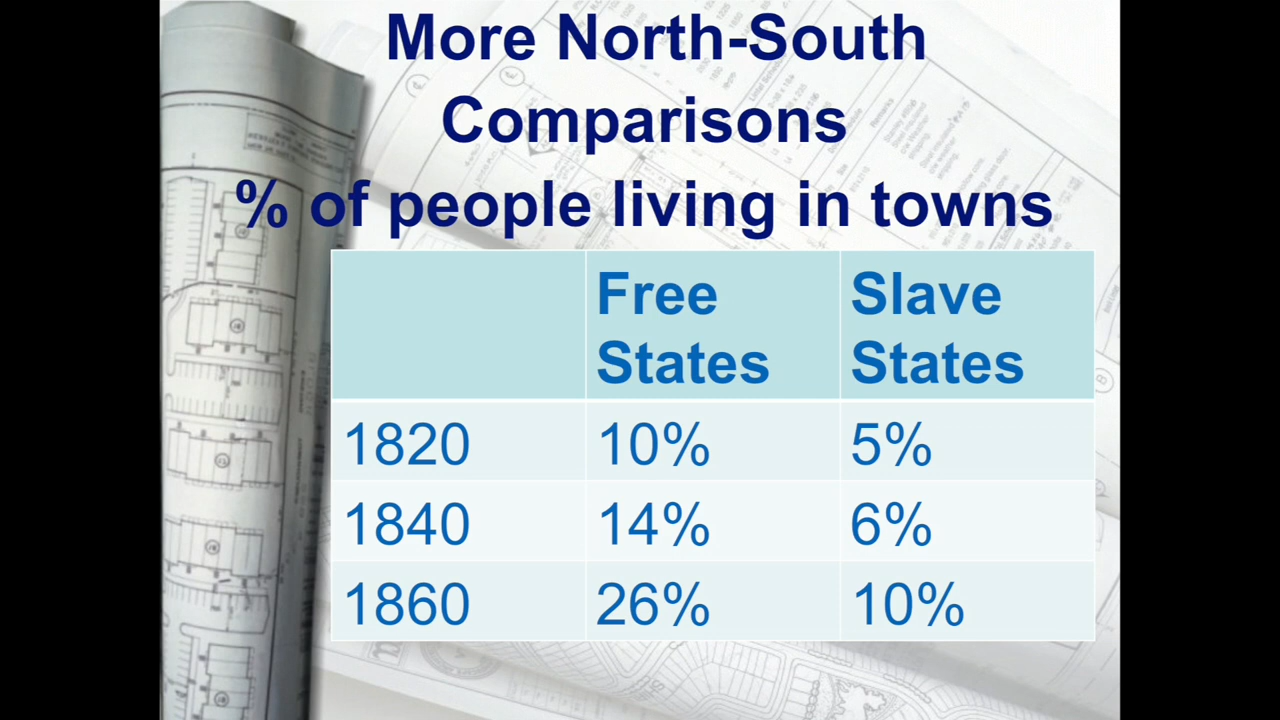 More North-South
Comparisons
% of people living in towns
Free States
Slave States
1820 10% 5%
1840 14% 6%
1860 26% 10%